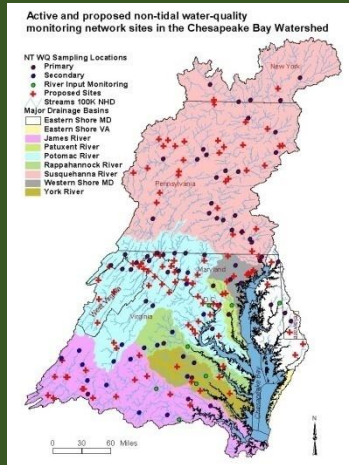 Active and proposed non-tidal water-quality
monitoring network sites in the Chesapeake Bay Watershed
NT WQ Sampling Locations
Primary
Secondary
River Input Monitoring
Proposed Sites
Streams 100K NHD
Major Drainage Basins
Eastern Shore MD
Eastern Shore VA
James River
Patuxent River
Potomac River
Rappahannock River
Susquehanna River
Western Shore MD
York River
New York
Pennsylvania
Maryland
West Virginia
D.C.
Virginia
Chesapeake Bay
0 30 60 Miles
N